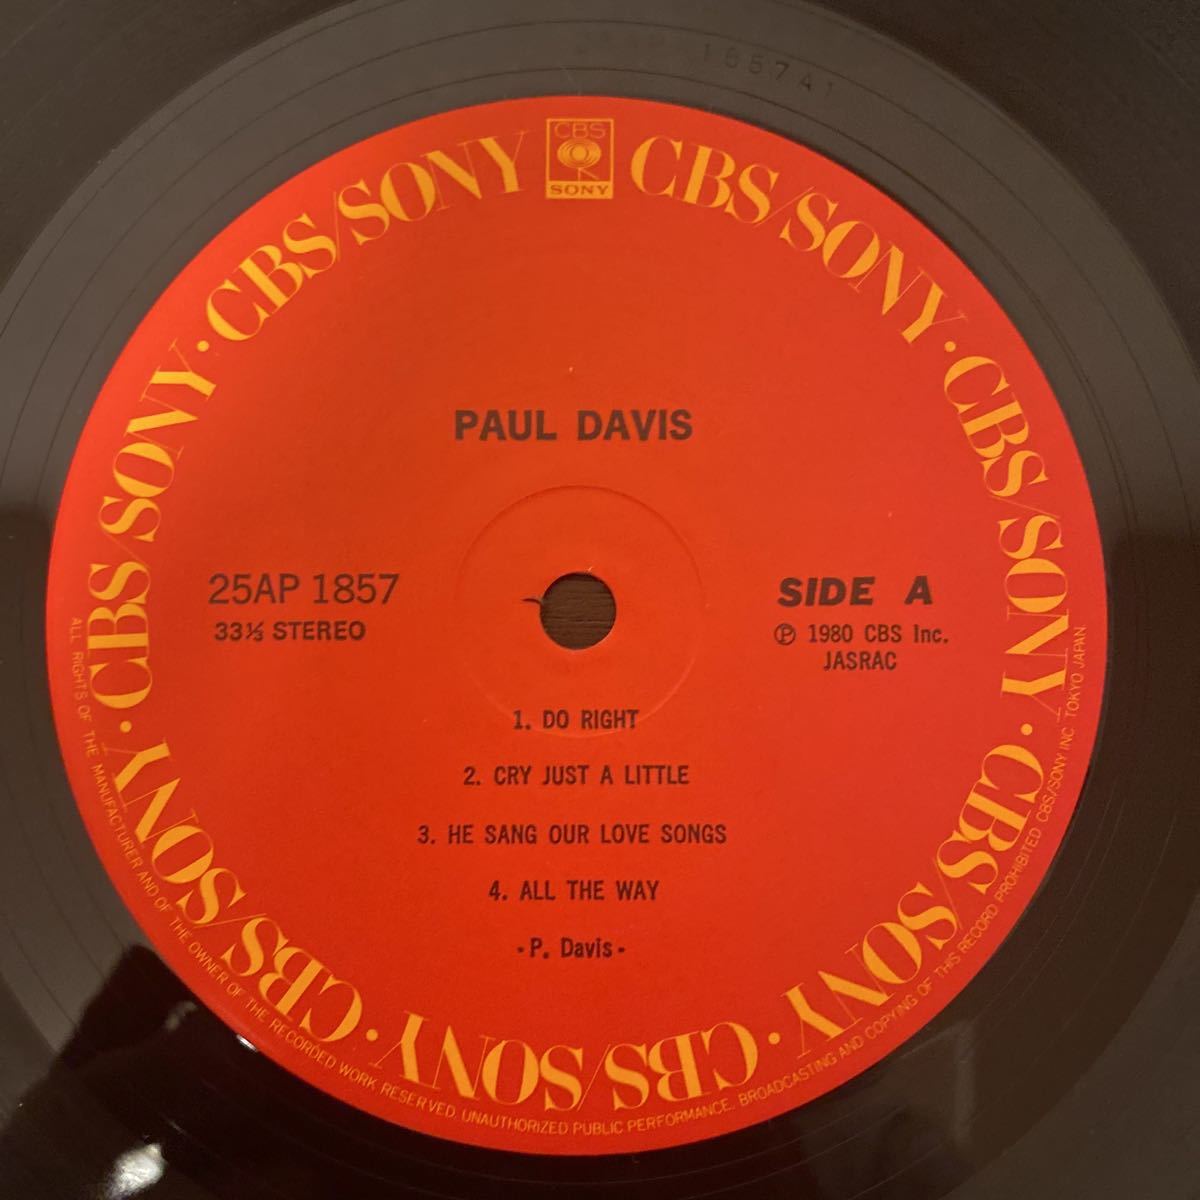 185741
CBS
SONY
CBS/SONY · CBS/SONY · CBS/SONY · CBS/SONY · CBS/SONY · CBS/SONY · CBS/SONY · CBS/SONY
PAUL DAVIS
25AP 1857
33⅓ STEREO
SIDE A
Ⓟ 1980 CBS Inc.
JASRAC
1. DO RIGHT
2. CRY JUST A LITTLE
3. HE SANG OUR LOVE SONGS
4. ALL THE WAY
- P. Davis -
ALL RIGHTS OF THE MANUFACTURER AND OF THE OWNER OF THE RECORDED WORK RESERVED. UNAUTHORIZED PUBLIC PERFORMANCE. BROADCASTING AND COPYING OF THIS RECORD PROHIBITED CBS/SONY INC. TOKYO JAPAN.